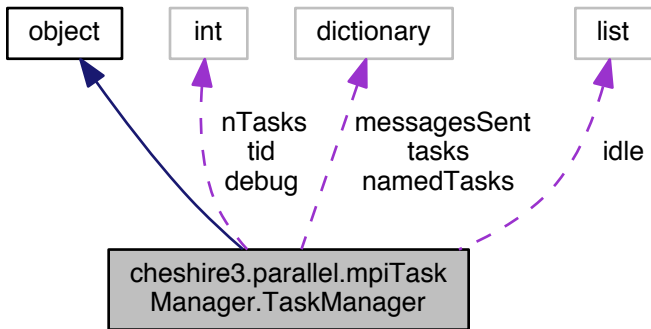 object
int
dictionary
list
nTasks
tid
debug
messagesSent
tasks
namedTasks
idle
cheshire3.parallel.mpiTask
Manager.TaskManager